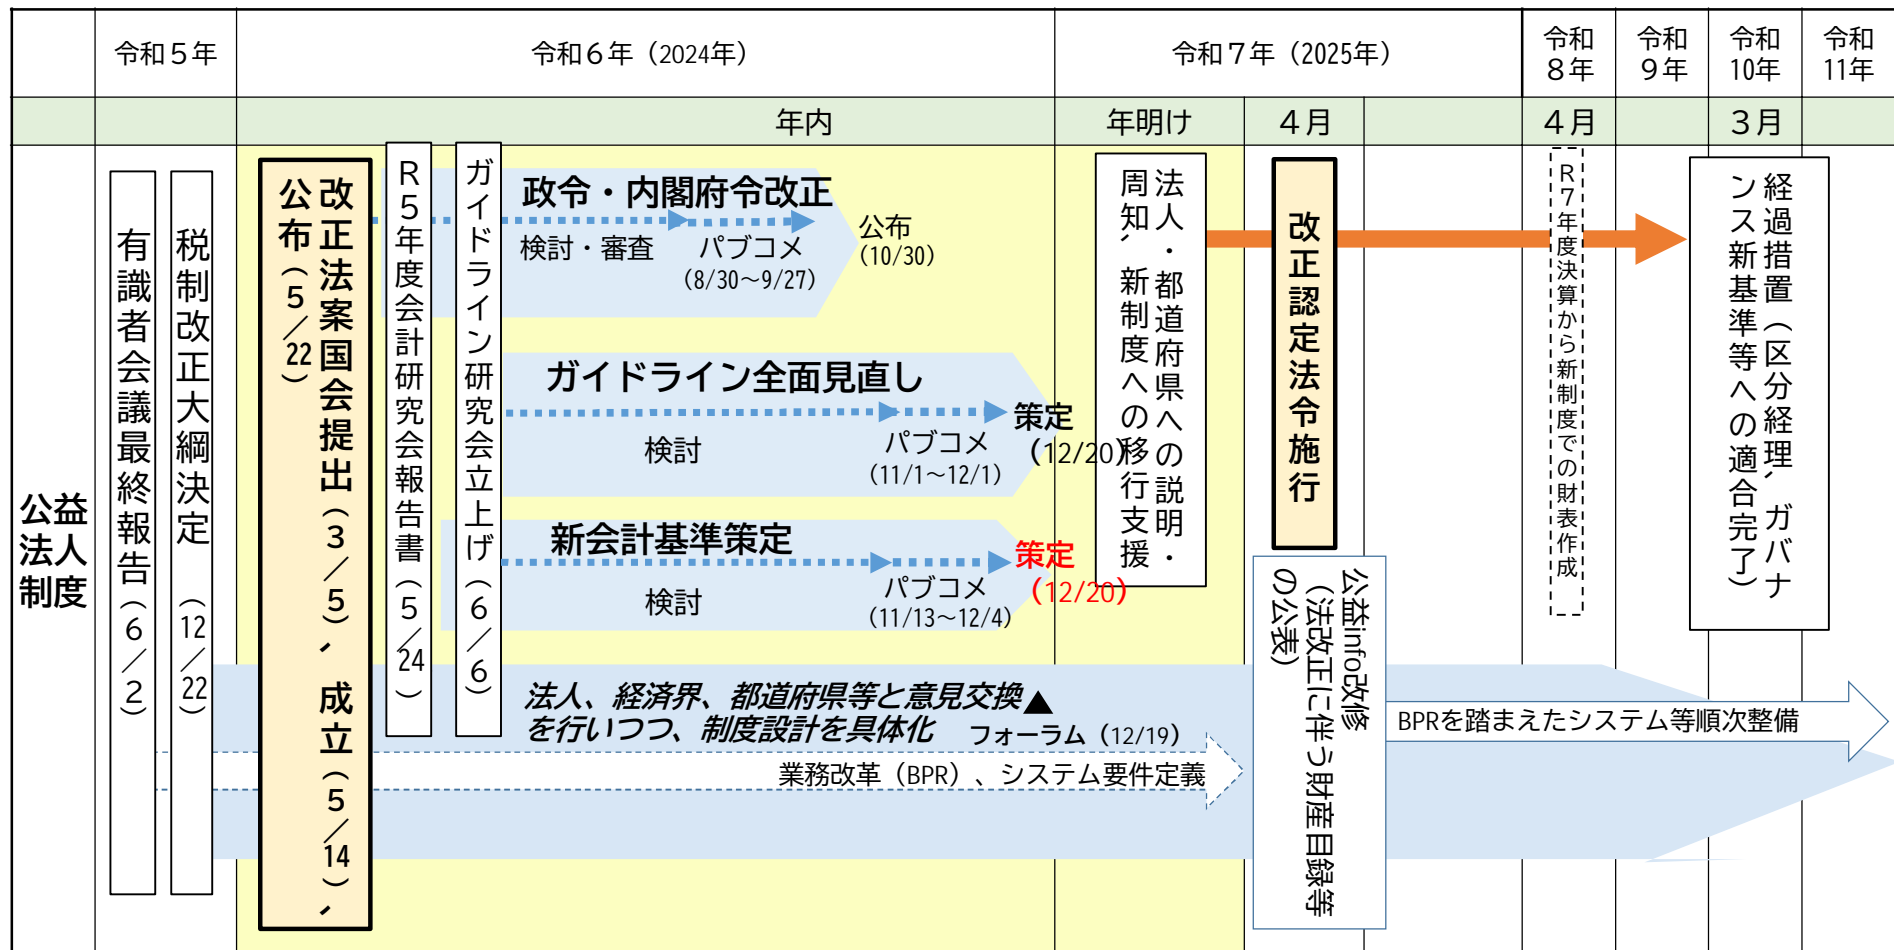 令和５年
令和６年（2024年）
令和７年（2025年）
令和
８年
令和
９年
令和
10年
令和
11年
年内
年明け
４月
４月
３月
公益
法人
制度
有識者会議最終報告（６／２）
税制改正大綱決定　（12／22）
改正法案国会提出（３／５）、成立（５／14）、
公布（５／22）
Ｒ５年度会計研究会報告書（５／24）
ガイドライン研究会立上げ（６／６）
政令・内閣府令改正
検討・審査
パブコメ
(8/30～9/27)
公布
(10/30)
ガイドライン全面見直し
検討
パブコメ
(11/1～12/1)
策定
(12/20)
新会計基準策定
検討
パブコメ
(11/13～12/4)
策定
(12/20)
法人、経済界、都道府県等と意見交換▲
を行いつつ、制度設計を具体化
フォーラム（12/19）
業務改革（BPR）、システム要件定義
法人・都道府県への説明・
周知、新制度への移行支援
改正認定法令施行
公益info改修
（法改正に伴う財産目録等
の公表）
Ｒ７年度決算から新制度での財表作成
経過措置（区分経理、ガバナ
ンス新基準等への適合完了）
BPRを踏まえたシステム等順次整備